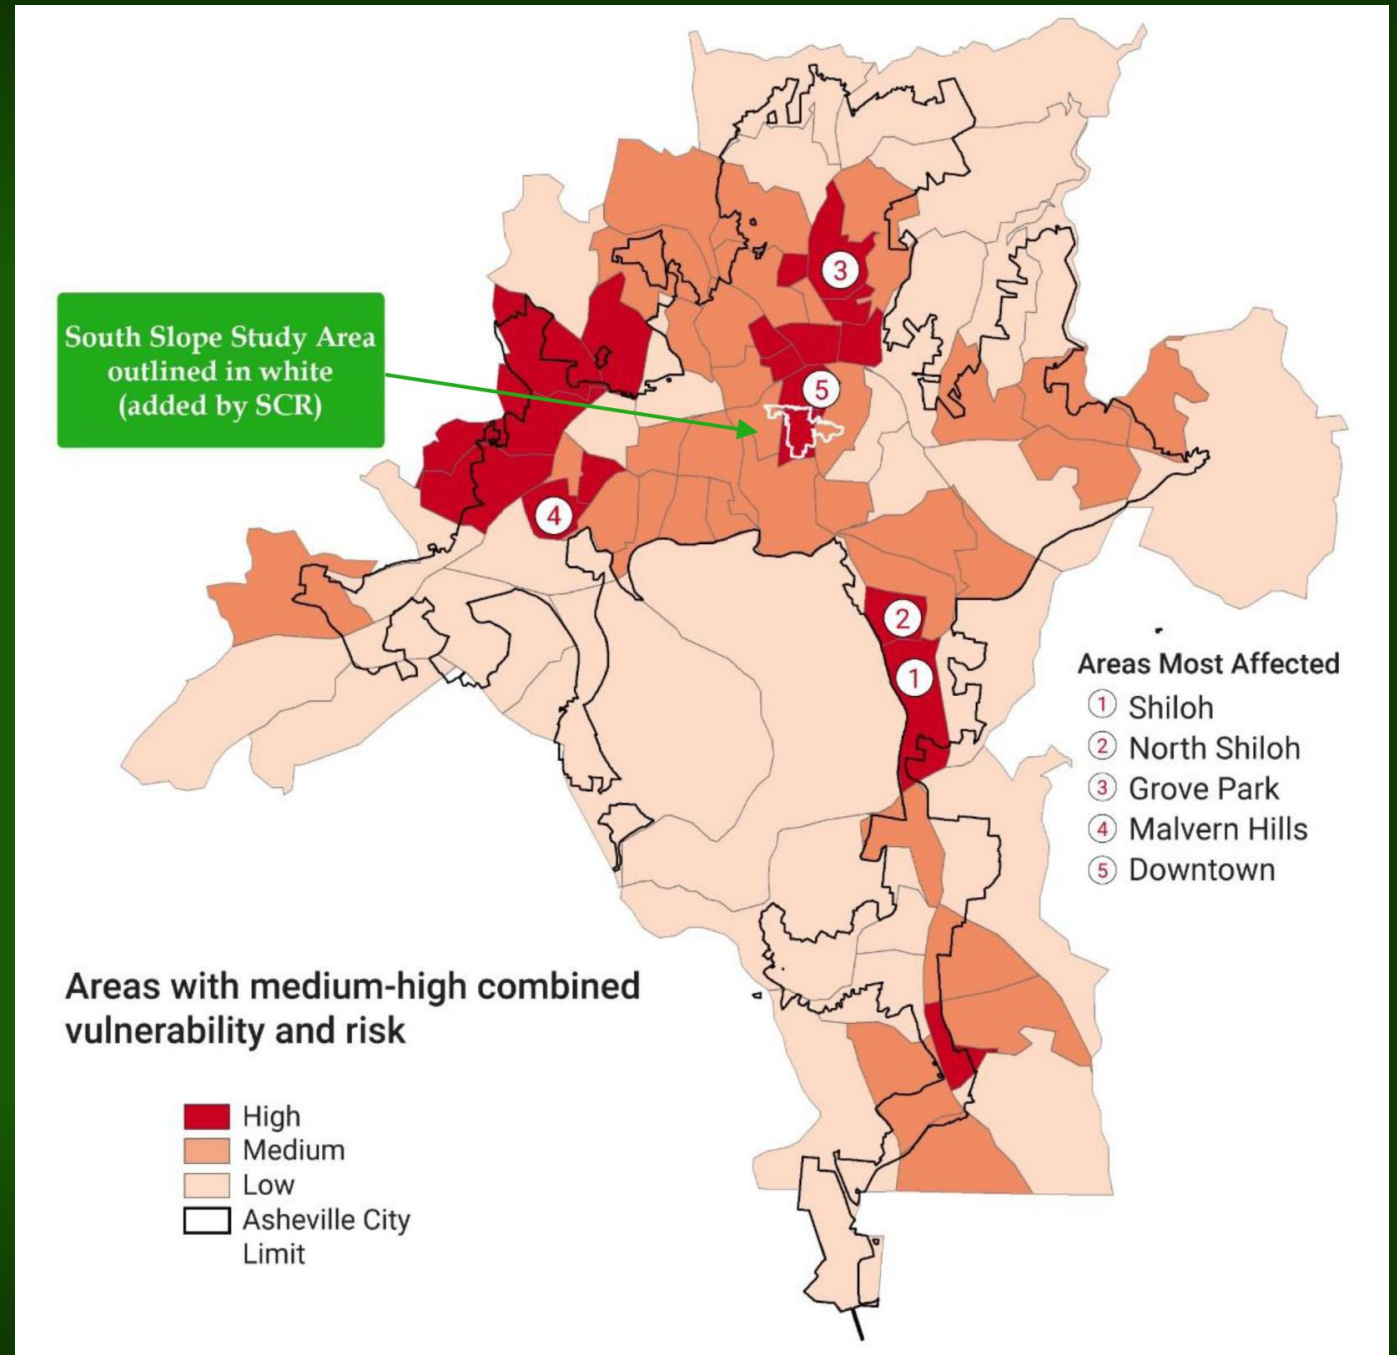 South Slope Study Area
outlined in white
(added by SCR)
3
5
4
2
1
Areas Most Affected
1 Shiloh
2 North Shiloh
3 Grove Park
4 Malvern Hills
5 Downtown
Areas with medium-high combined
vulnerability and risk
High
Medium
Low
Asheville City
Limit